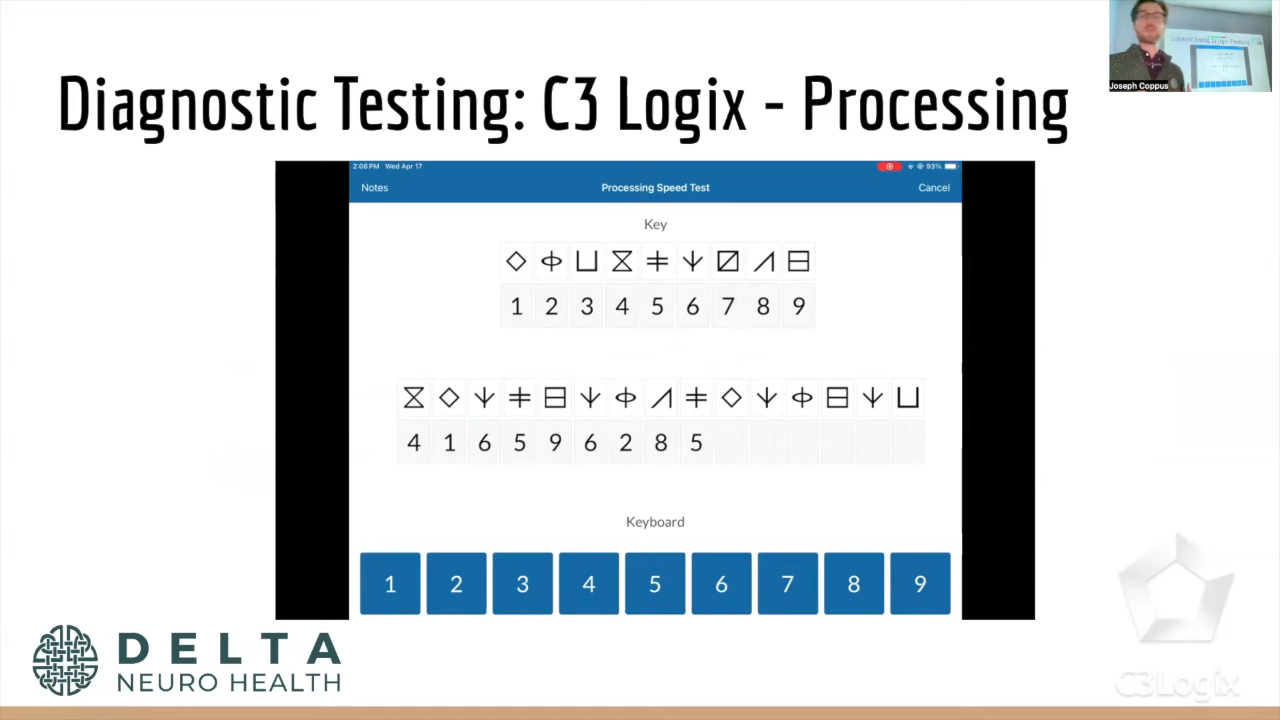 Diagnostic Testing: C3 Logix - Processing
Joseph Coppus
2:08 PM Wed Apr 17
93%
Notes
Processing Speed Test
Cancel
Key
1 2 3 4 5 6 7 8 9
4 1 6 5 9 6 2 8 5
Keyboard
1 2 3 4 5 6 7 8 9
DELTA
NEURO HEALTH
C3Logix